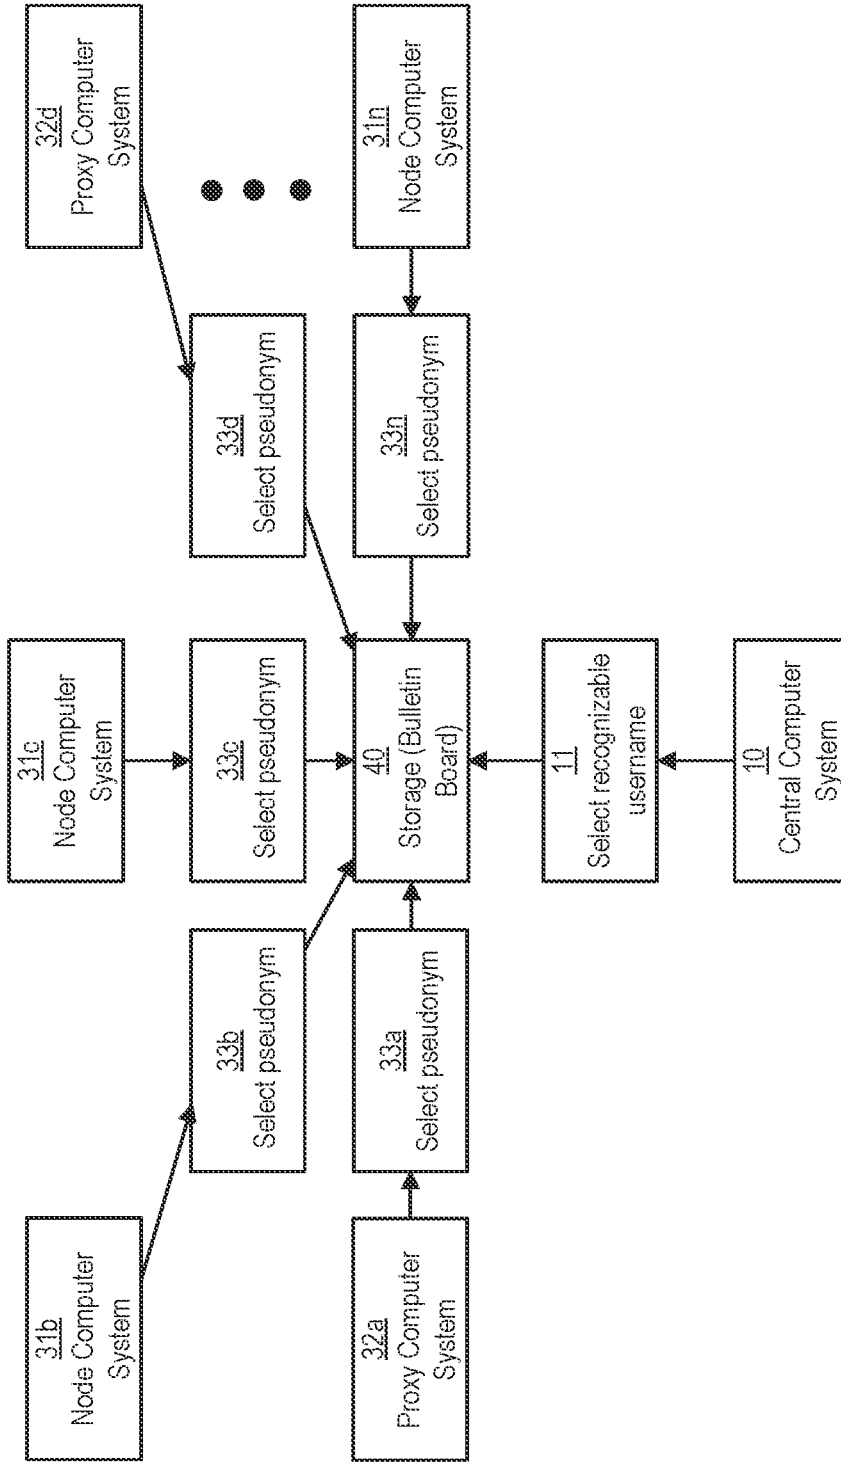 31b
Node Computer
System
31c
Node Computer
System
32d
Proxy Computer
System
33b
Select pseudonym
33c
Select pseudonym
33d
Select pseudonym
32a
Proxy Computer
System
33a
Select pseudonym
40
Storage (Bulletin
Board)
33n
Select pseudonym
31n
Node Computer
System
11
Select recognizable
username
10
Central Computer
System